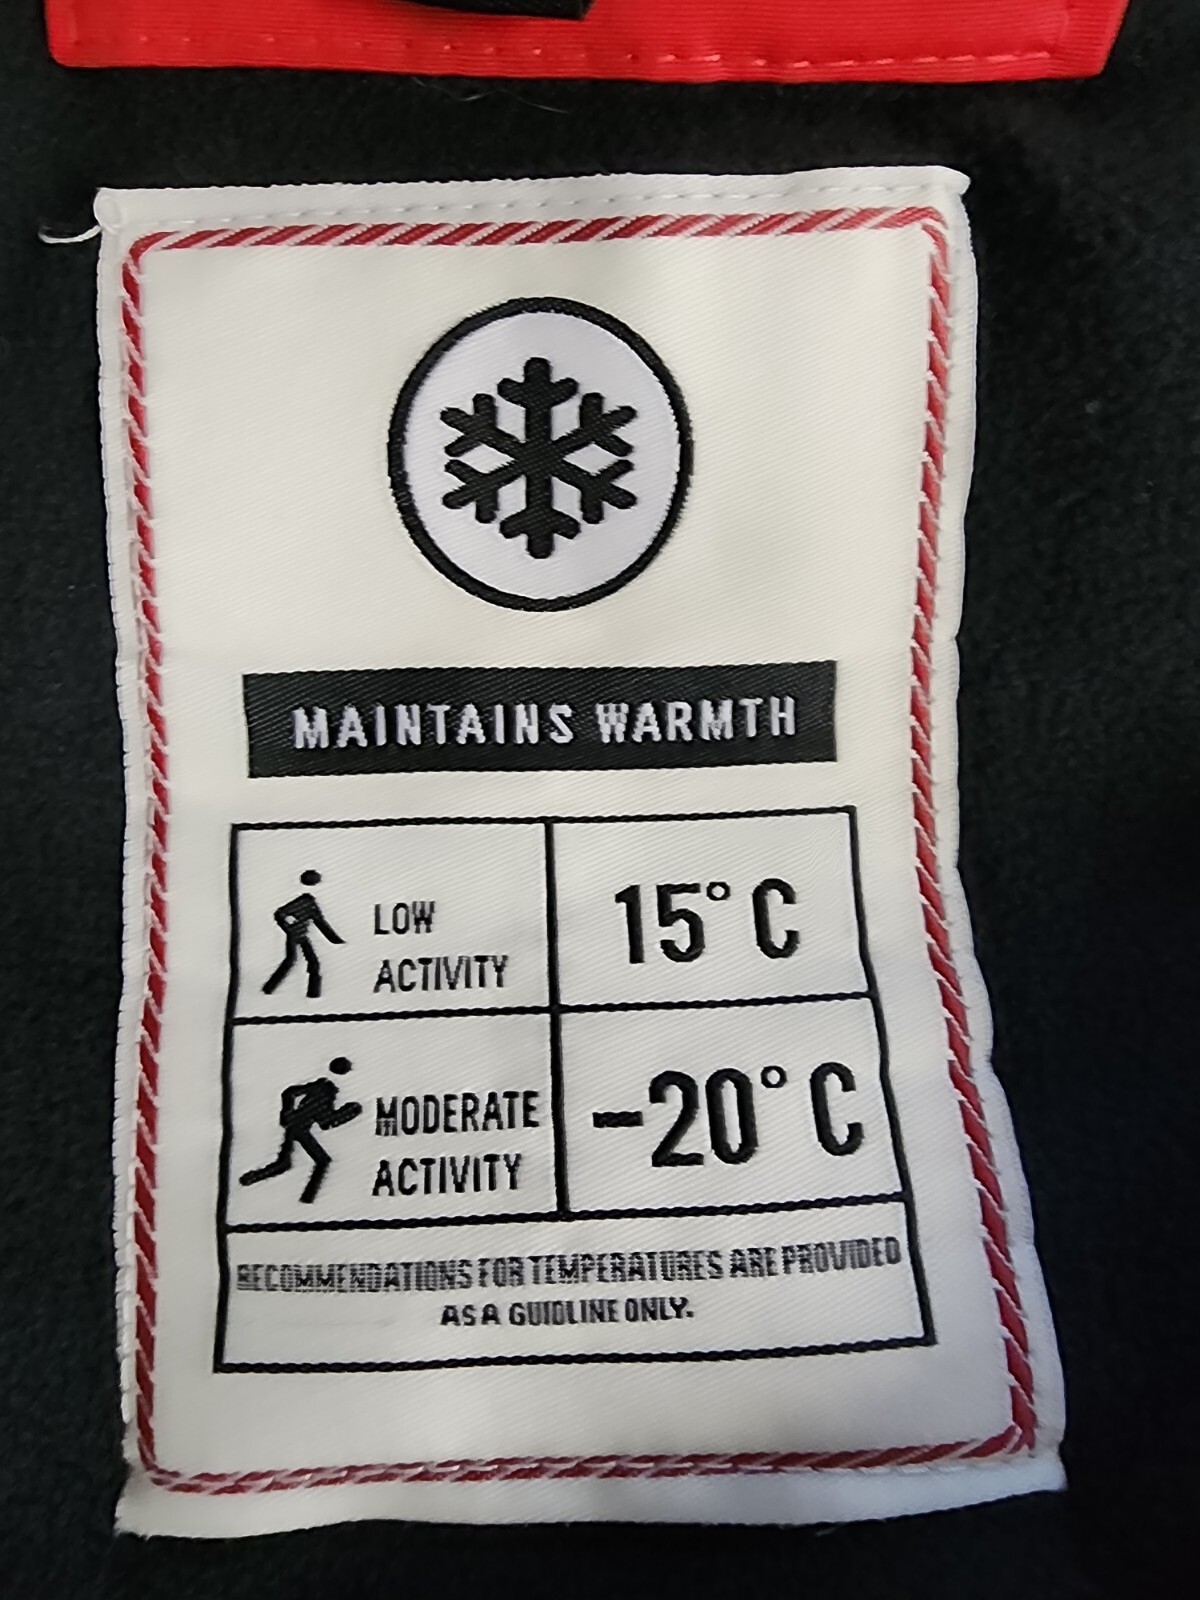 MAINTAINS WARMTH
LOW
ACTIVITY
15° C
MODERATE
ACTIVITY
-20° C
RECOMMENDATIONS FOR TEMPERATURES ARE PROVIDED
AS A GUIDLINE ONLY.